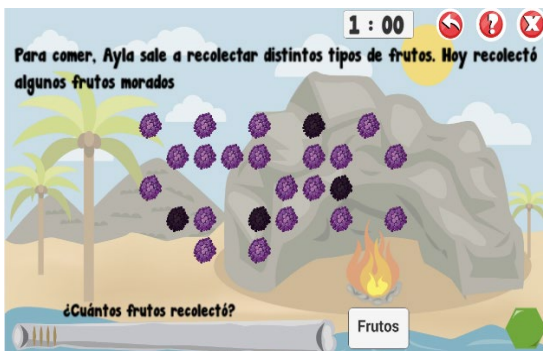 1 : 00
?
X
Para comer, Ayla sale a recolectar distintos tipos de frutos. Hoy recolectó
algunos frutos morados
¿Cuántos frutos recolectó?
Frutos